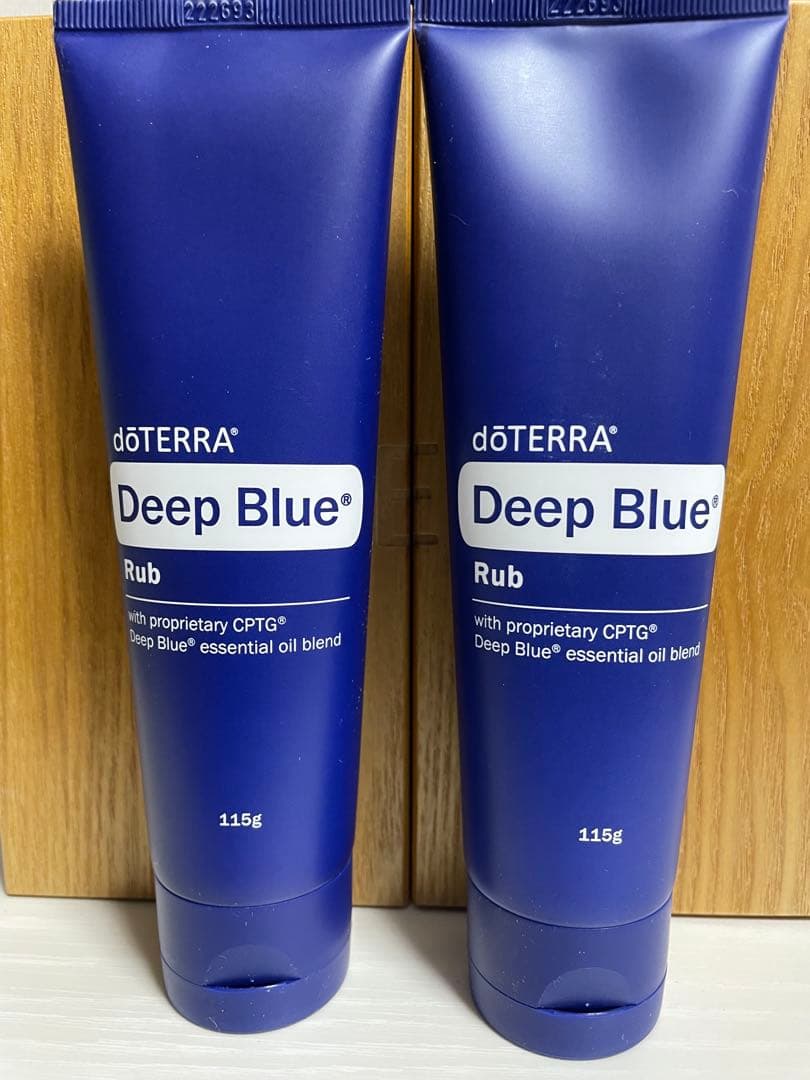 222693
doTERRA®
Deep Blue®
Rub
with proprietary CPTG®
Deep Blue® essential oil blend
115g
222693
dōTERRA®
Deep Blue®
Rub
with proprietary CPTG®
Deep Blue® essential oil blend
115g